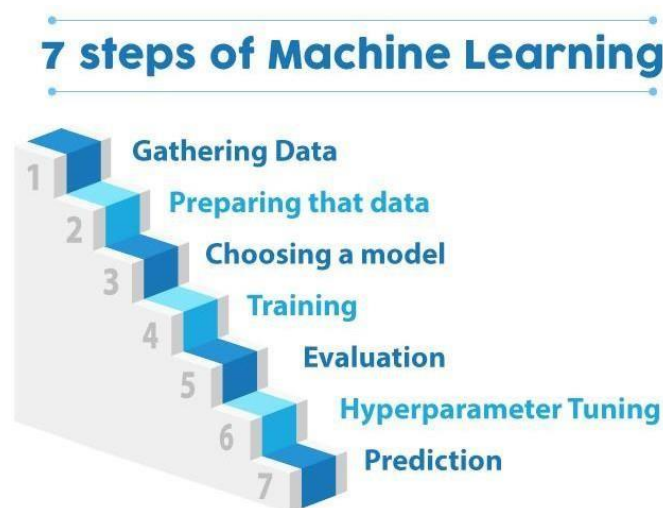 7 steps of Machine Learning
1 Gathering Data
2 Preparing that data
3 Choosing a model
4 Training
5 Evaluation
6 Hyperparameter Tuning
7 Prediction